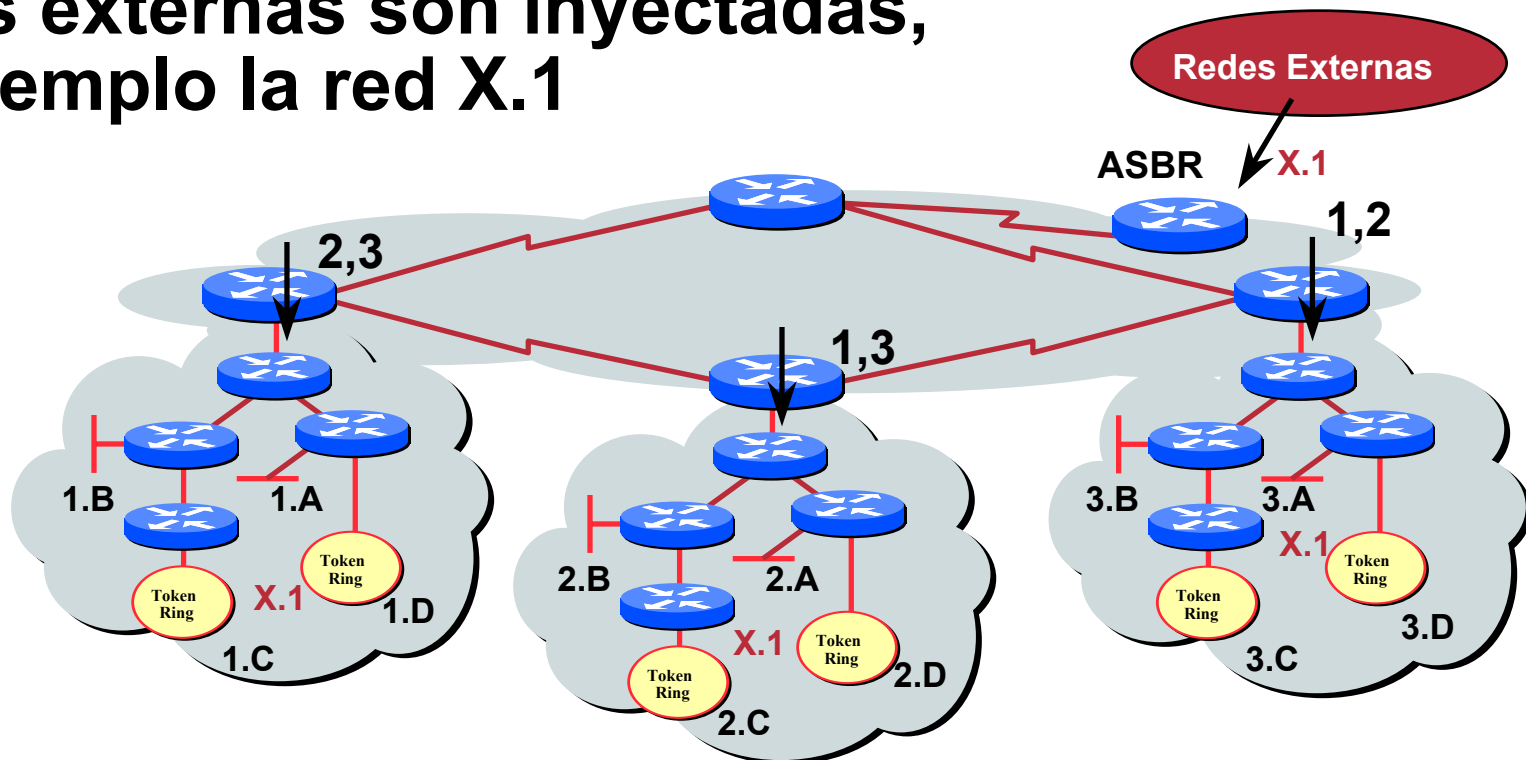 s externas son inyectadas,
emplo la red X.1
Redes Externas
ASBR
X.1
2,3
1,2
1,3
1.B
1.A
Token
Ring
Token
Ring
X.1
1.D
1.C
2.B
2.A
X.1
Token
Ring
Token
Ring
2.D
2.C
3.B
3.A
X.1
Token
Ring
Token
Ring
3.D
3.C